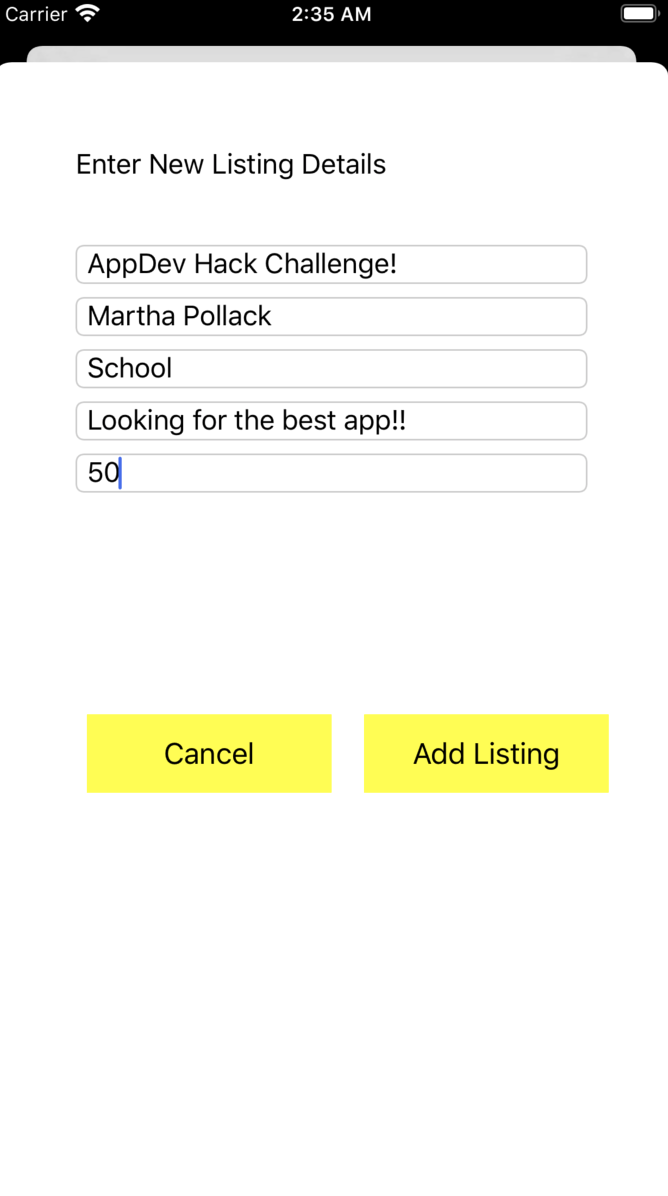 Carrier 2:35 AM
Enter New Listing Details
AppDev Hack Challenge!
Martha Pollack
School
Looking for the best app!!
50
Cancel Add Listing